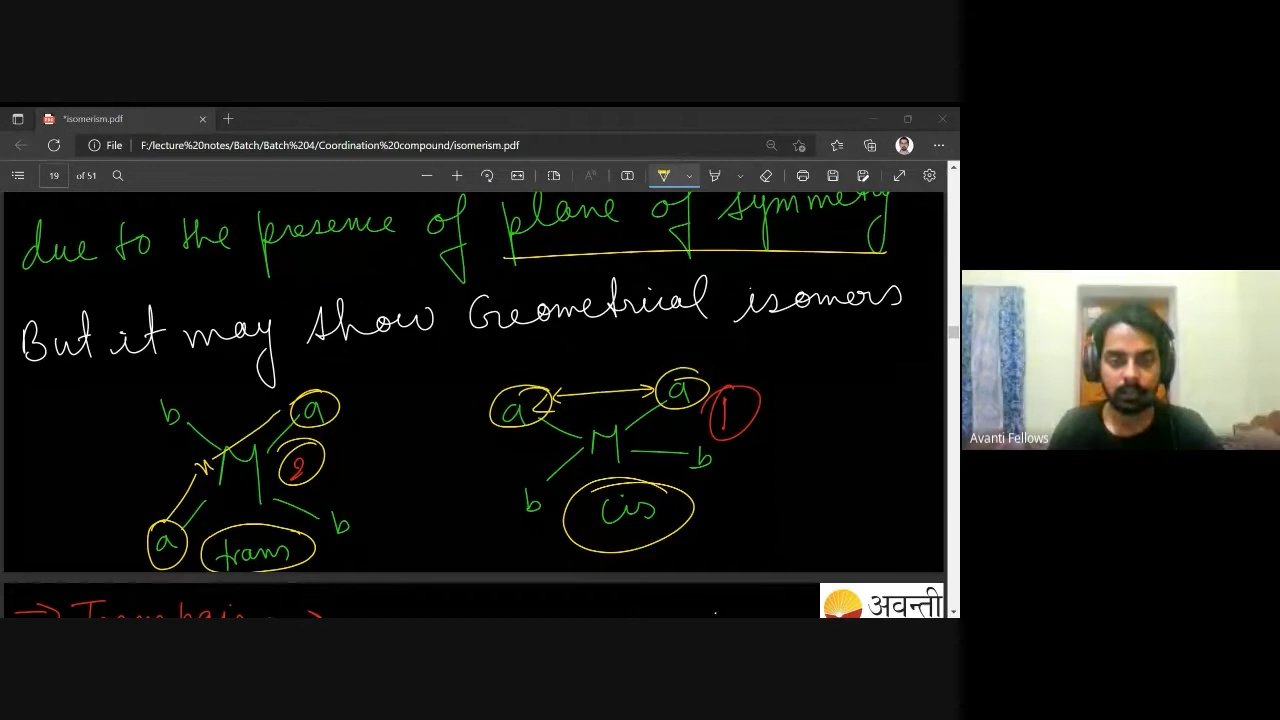 *isomerism.pdf
File F:/lecture%20notes/Batch/Batch%204/Coordination%20compound/isomerism.pdf
19 of 51
due to the presence of plane of symmetry
But it may show Geometrical isomers
b a
M 2
a trans b
a a 1
M b
b cis
अवन्ती
Avanti Fellows